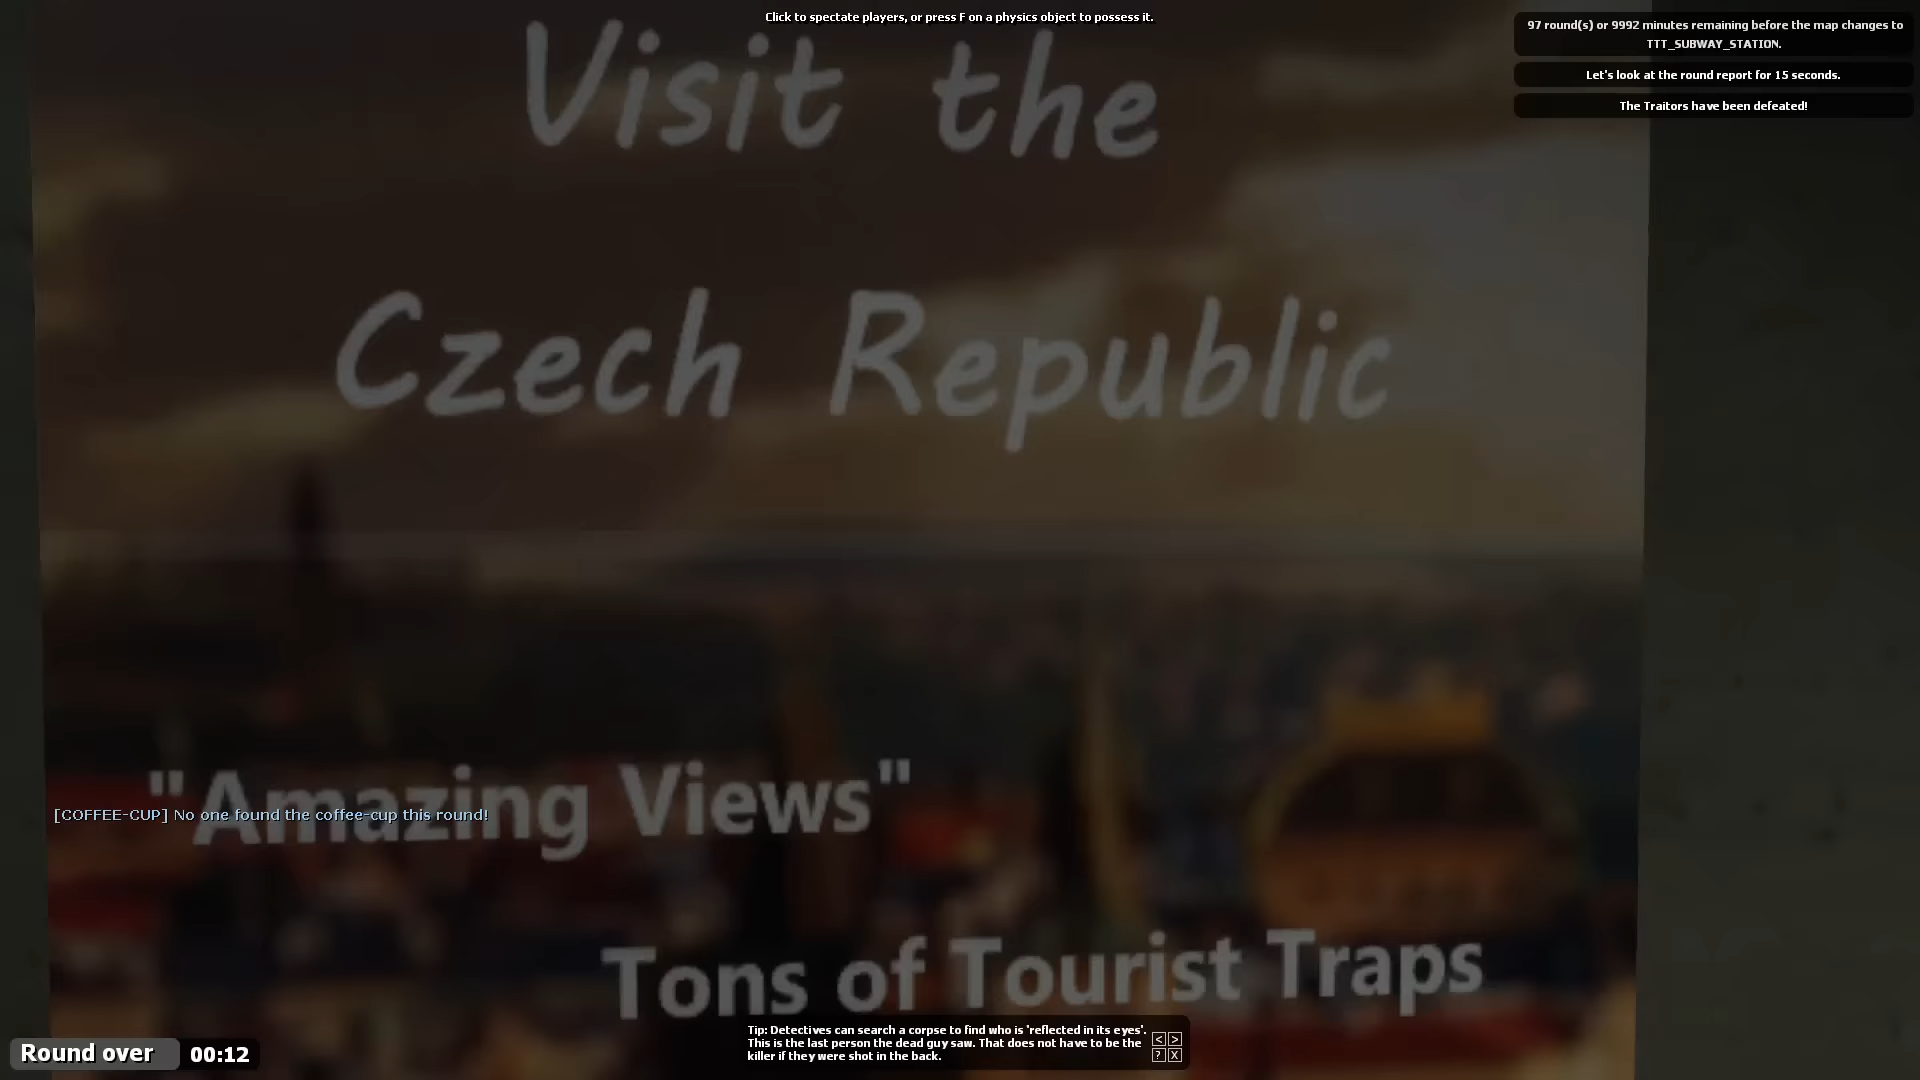 Click to spectate players, or press F on a physics object to possess it.
97 round(s) or 9992 minutes remaining before the map changes to
TTT_SUBWAY_STATION.
Let's look at the round report for 15 seconds.
The Traitors have been defeated!
Visit the
Czech Republic
"Amazing Views"
[COFFEE-CUP] No one found the coffee-cup this round!
Tons of Tourist Traps
Tip: Detectives can search a corpse to find who is 'reflected in its eyes'.
This is the last person the dead guy saw. That does not have to be the
killer if they were shot in the back.
< >
? X
Round over 00:12